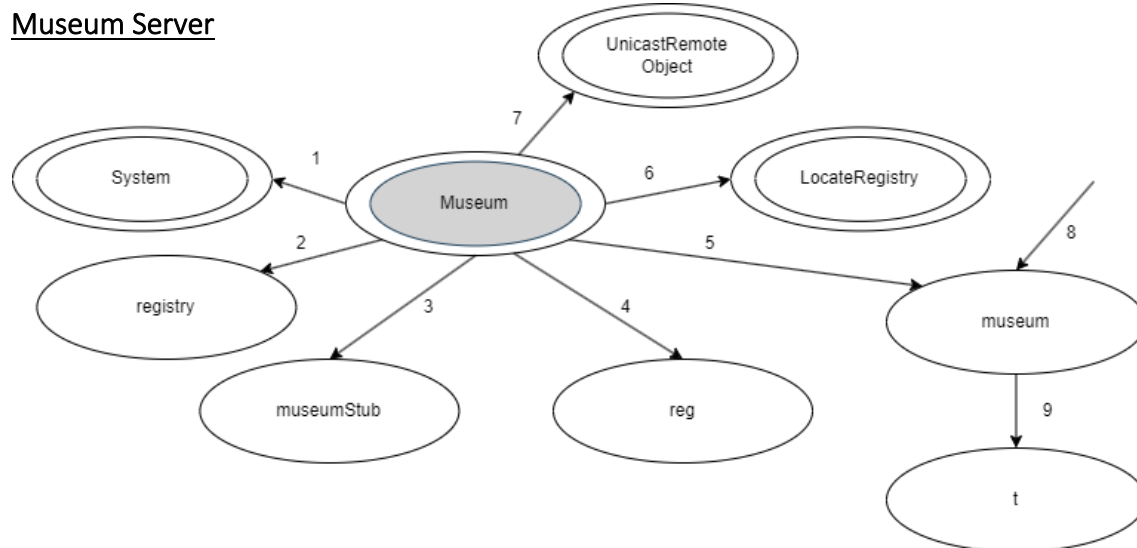 Museum Server
UnicastRemote
Object
7
1
System
Museum
6
LocateRegistry
8
2
5
registry
3
4
museum
museumStub
reg
9
t